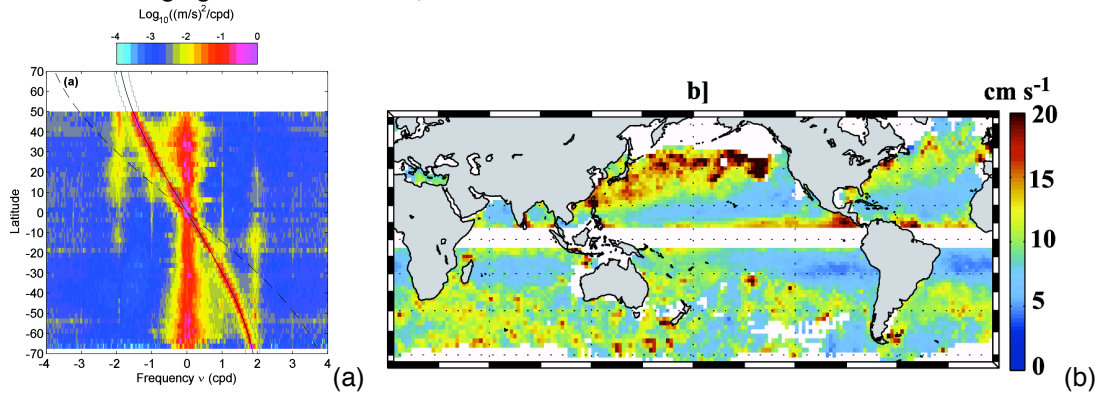 Log10((m/s)2/cpd)
-4 -3 -2 -1 0
(a)
70
60
50
40
30
20
10
0
-10
-20
-30
-40
-50
-60
-70
Latitude
-4 -3 -2 -1 0 1 2 3 4
Frequency ν (cpd)
(a)
b]
cm s-1
20
15
10
5
0
(b)